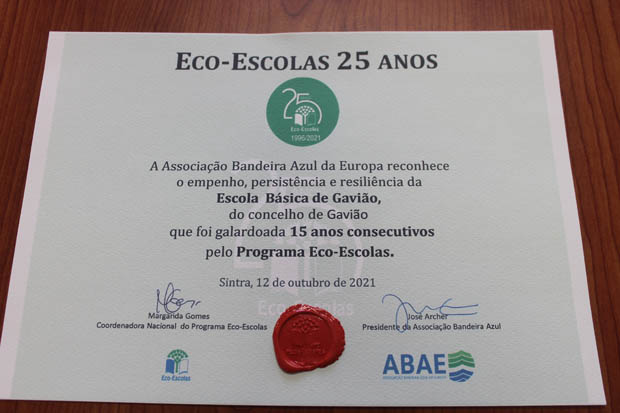 ECO-ESCOLAS 25 ANOS
25
Eco-Escolas
1996/2021
A Associação Bandeira Azul da Europa reconhece
o empenho, persistência e resiliência da
Escola Básica de Gavião,
do concelho de Gavião
que foi galardoada 15 anos consecutivos
pelo Programa Eco-Escolas.
Sintra, 12 de outubro de 2021
Eco-Escolas
Margarida Gomes
Coordenadora Nacional do Programa Eco-Escolas
José Archer
Presidente da Associação Bandeira Azul
Eco-Escolas
ABAE